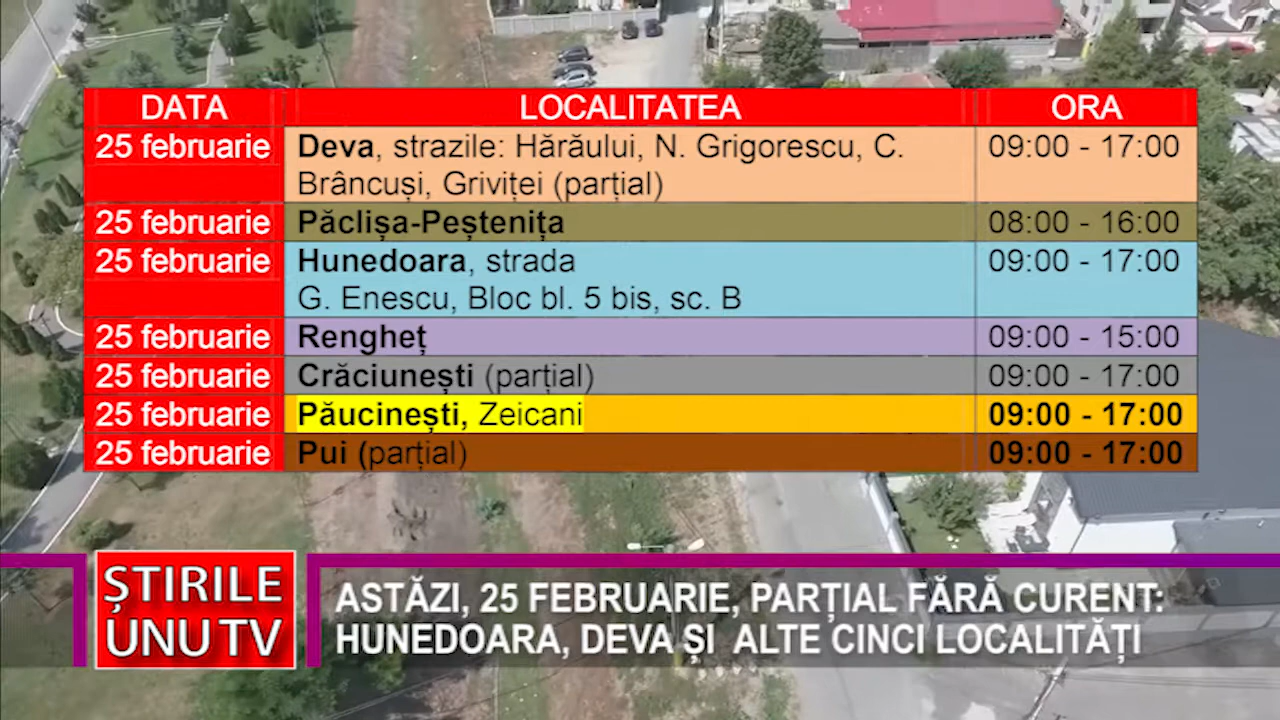 DATA LOCALITATEA ORA
25 februarie Deva, strazile: Hărăului, N. Grigorescu, C. 09:00 - 17:00
Brâncuși, Griviței (parțial)
25 februarie Păclișa-Peștenița 08:00 - 16:00
25 februarie Hunedoara, strada 09:00 - 17:00
G. Enescu, Bloc bl. 5 bis, sc. B
25 februarie Rengheț 09:00 - 15:00
25 februarie Crăciunești (parțial) 09:00 - 17:00
25 februarie Păucinești, Zeicani 09:00 - 17:00
25 februarie Pui (parțial) 09:00 - 17:00
ȘTIRILE
UNU TV
ASTĂZI, 25 FEBRUARIE, PARȚIAL FĂRĂ CURENT:
HUNEDOARA, DEVA ȘI ALTE CINCI LOCALITĂȚI